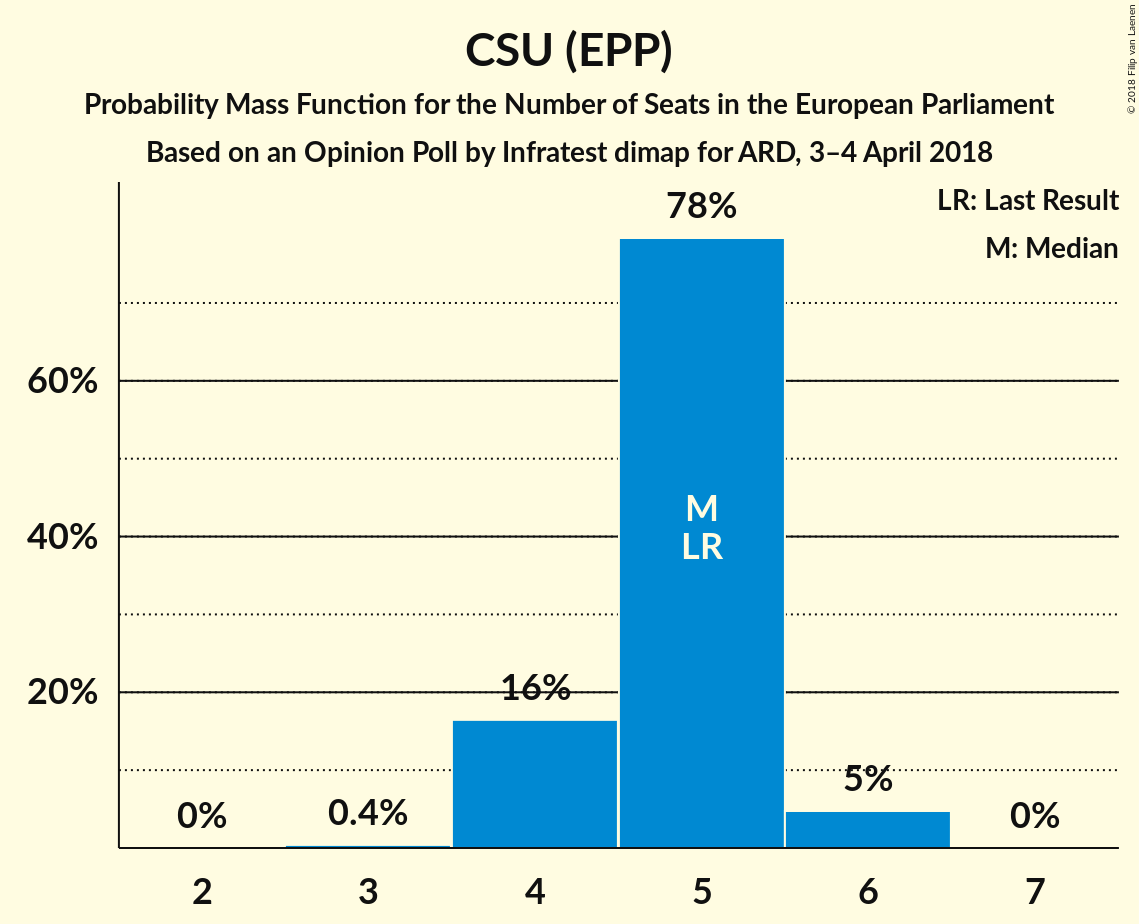 CSU (EPP)
Probability Mass Function for the Number of Seats in the European Parliament
Based on an Opinion Poll by Infratest dimap for ARD, 3–4 April 2018
© 2018 Filip van Laenen
LR: Last Result
M: Median
78%
60%
40%
20%
M
LR
16%
5%
0%
0.4%
0%
2
3
4
5
6
7